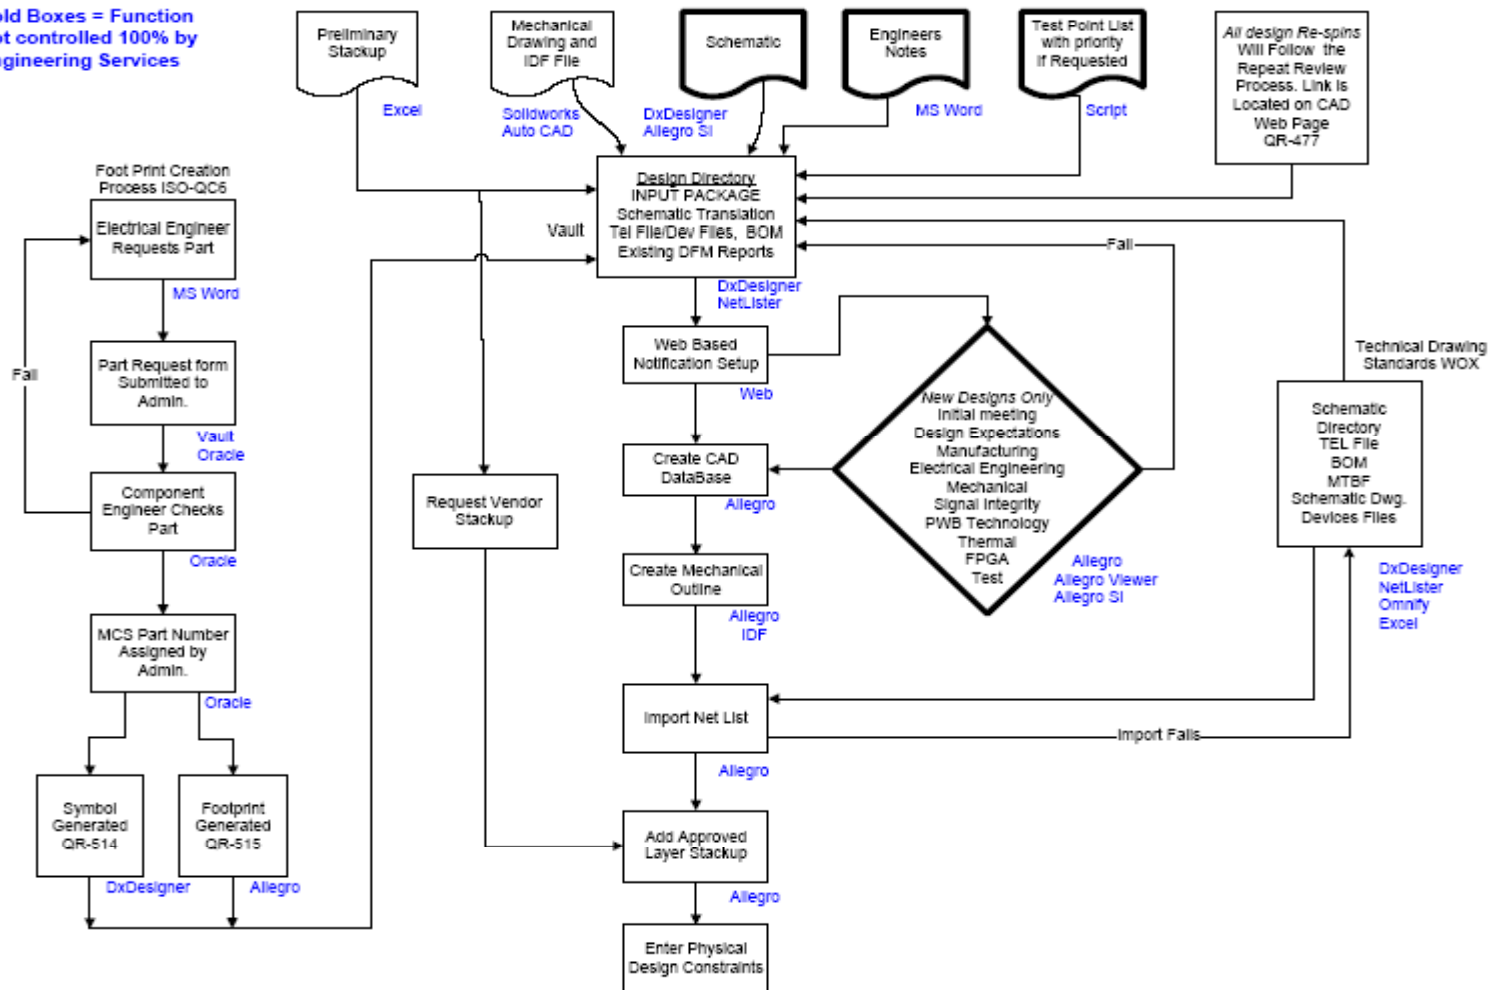 old Boxes = Function
ot controlled 100% by
ngineering Services
Preliminary
Stackup
Excel
Mechanical
Drawing and
IDF File
Solidworks
Auto CAD
Schematic
DxDesigner
Allegro SI
Engineers
Notes
MS Word
Test Point List
with priority
If Requested
Script
All design Re-spins
Will Follow the
Repeat Review
Process. Link is
Located on CAD
Web Page
QR-477
Foot Print Creation
Process ISO-QC6
Electrical Engineer
Requests Part
MS Word
Fail
Part Request form
Submitted to
Admin.
Vault
Oracle
Component
Engineer Checks
Part
Oracle
MCS Part Number
Assigned by
Admin.
Oracle
Symbol
Generated
QR-514
DxDesigner
Footprint
Generated
QR-515
Allegro
Vault
Design Directory
INPUT PACKAGE
Schematic Translation
Tel File/Dev Files, BOM
Existing DFM Reports
DxDesigner
NetLister
Fail
Web Based
Notification Setup
Web
Create CAD
DataBase
Allegro
Request Vendor
Stackup
Create Mechanical
Outline
Allegro
IDF
New Designs Only
Initial meeting
Design Expectations
Manufacturing
Electrical Engineering
Mechanical
Signal Integrity
PWB Technology
Thermal
FPGA
Test
Allegro
Allegro Viewer
Allegro SI
Technical Drawing
Standards WOX
Schematic
Directory
TEL File
BOM
MTBF
Schematic Dwg.
Devices Files
DxDesigner
NetLister
Omnify
Excel
Import Net List
Import Fails
Allegro
Add Approved
Layer Stackup
Allegro
Enter Physical
Design Constraints